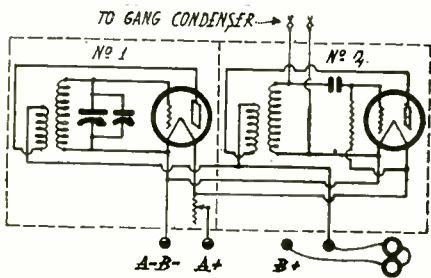 TO GANG CONDENSER
Nº 1
Nº 2
A-B-
A+
B+